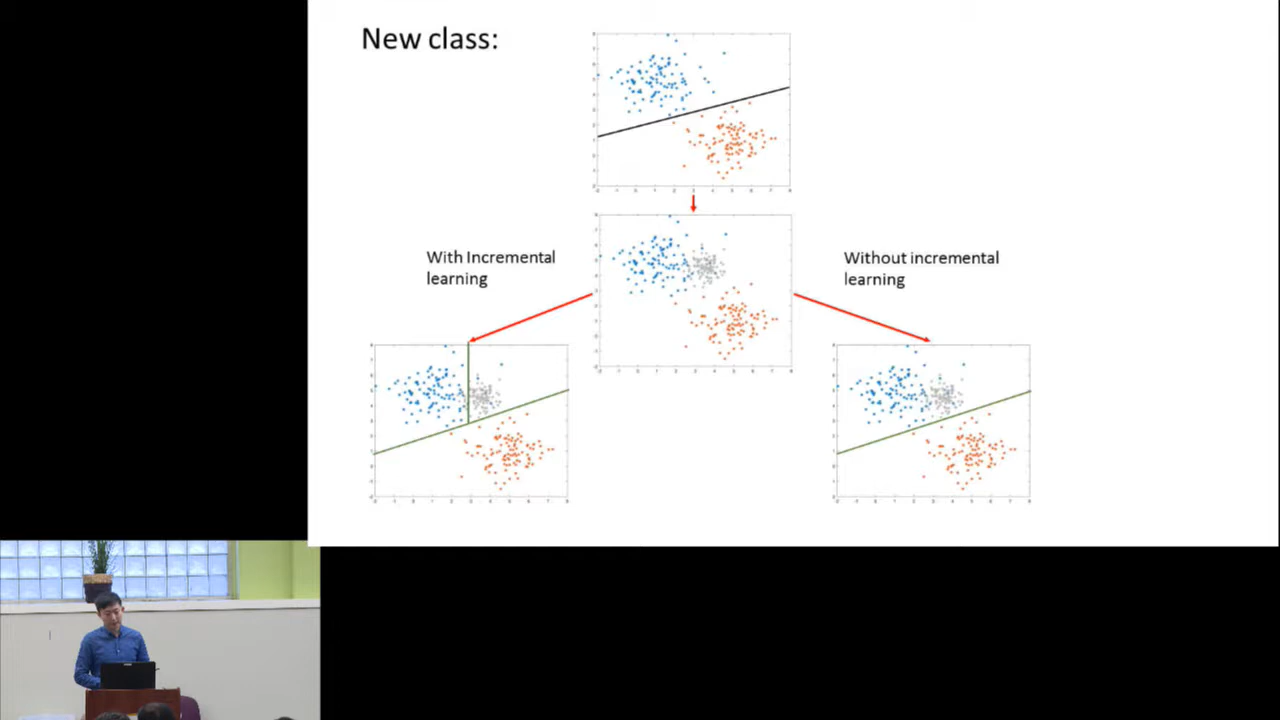 New class:
With Incremental
learning
Without incremental
learning